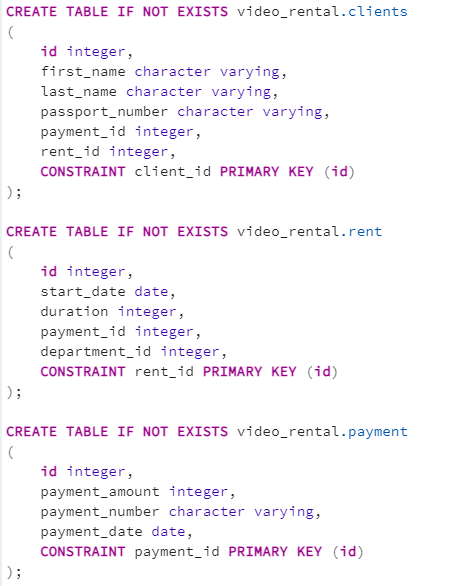 CREATE TABLE IF NOT EXISTS video_rental.clients
(
    id integer,
    first_name character varying,
    last_name character varying,
    passport_number character varying,
    payment_id integer,
    rent_id integer,
    CONSTRAINT client_id PRIMARY KEY (id)
);
CREATE TABLE IF NOT EXISTS video_rental.rent
(
    id integer,
    start_date date,
    duration integer,
    payment_id integer,
    department_id integer,
    CONSTRAINT rent_id PRIMARY KEY (id)
);
CREATE TABLE IF NOT EXISTS video_rental.payment
(
    id integer,
    payment_amount integer,
    payment_number character varying,
    payment_date date,
    CONSTRAINT payment_id PRIMARY KEY (id)
);